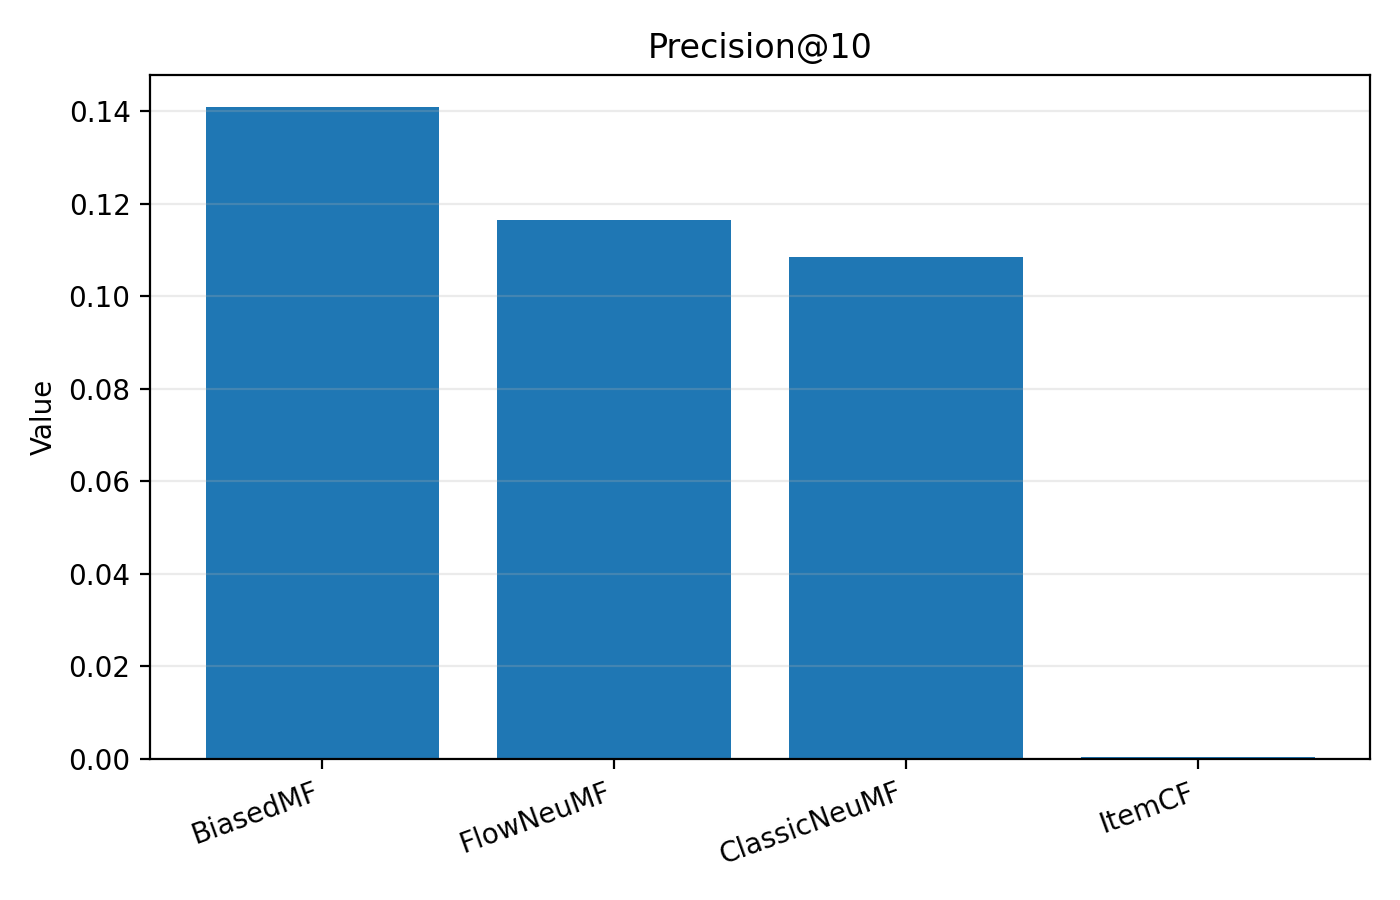 Precision@10
Value
0.14
0.12
0.10
0.08
0.06
0.04
0.02
0.00
BiasedMF
FlowNeuMF
ClassicNeuMF
ItemCF